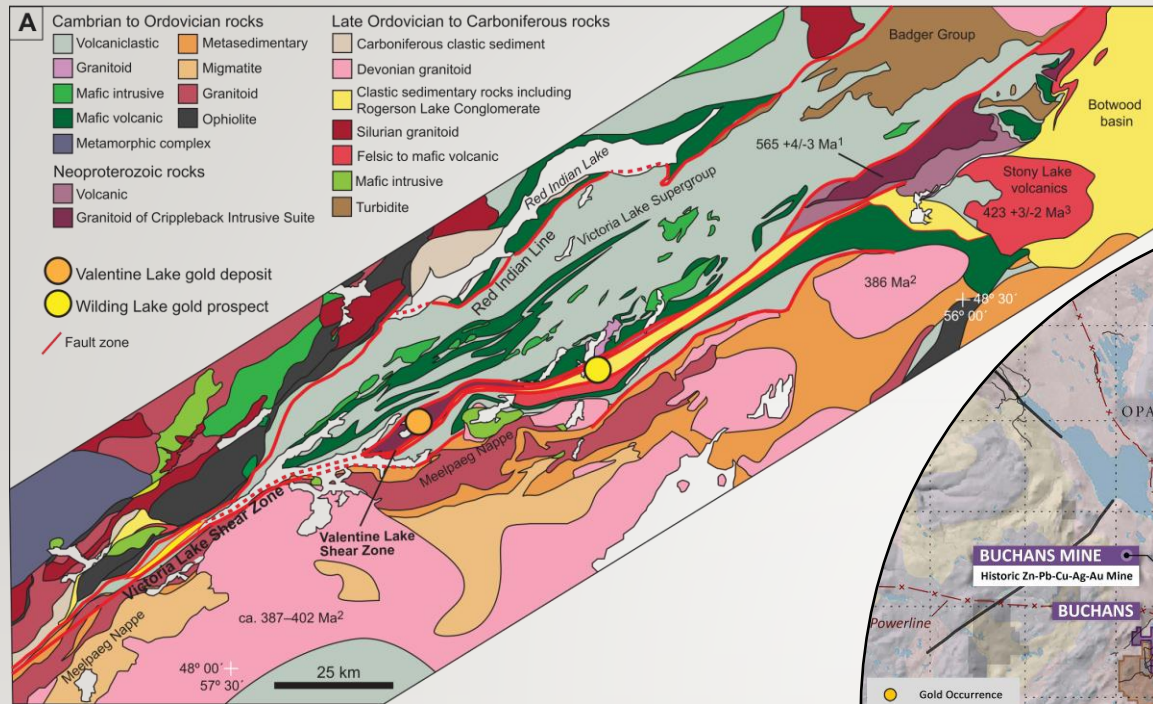 A
Cambrian to Ordovician rocks
Volcaniclastic
Granitoid
Mafic intrusive
Mafic volcanic
Metamorphic complex
Metasedimentary
Migmatite
Granitoid
Ophiolite
Neoproterozoic rocks
Volcanic
Granitoid of Crippleback Intrusive Suite
Late Ordovician to Carboniferous rocks
Carboniferous clastic sediment
Devonian granitoid
Clastic sedimentary rocks including
Rogerson Lake Conglomerate
Silurian granitoid
Felsic to mafic volcanic
Mafic intrusive
Turbidite
Valentine Lake gold deposit
Wilding Lake gold prospect
Fault zone
Badger Group
Botwood
basin
565 +4/-3 Ma¹
Stony Lake
volcanics
423 +3/-2 Ma³
Red Indian Lake
Victoria Lake Supergroup
Red Indian Line
386 Ma²
48º 30´
56º 00´
Meelpaeg Nappe
Valentine Lake
Shear Zone
Victoria Lake Shear Zone
ca. 387–402 Ma²
Meelpaeg Nappe
48º 00´
57º 30´
25 km
OPA
BUCHANS MINE
Historic Zn-Pb-Cu-Ag-Au Mine
BUCHANS
Powerline
Gold Occurrence